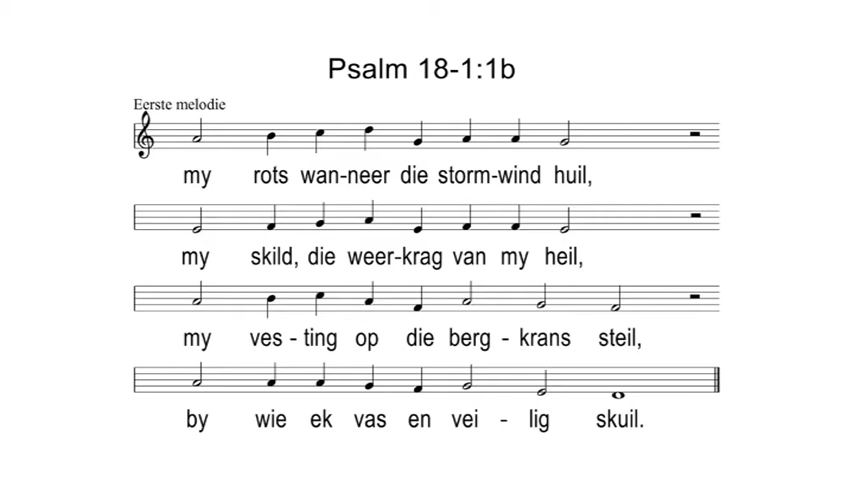 Psalm 18-1:1b
Eerste melodie
my rots wan-neer die storm-wind huil,
my skild, die weer-krag van my heil,
my ves - ting op die berg - krans steil,
by wie ek vas en vei - lig skuil.